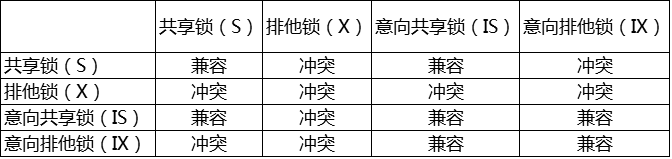 共享锁（S） 排他锁（X） 意向共享锁（IS） 意向排他锁（IX）
共享锁（S） 兼容 冲突 兼容 冲突
排他锁（X） 冲突 冲突 冲突 冲突
意向共享锁（IS） 兼容 冲突 兼容 兼容
意向排他锁（IX） 冲突 冲突 兼容 兼容